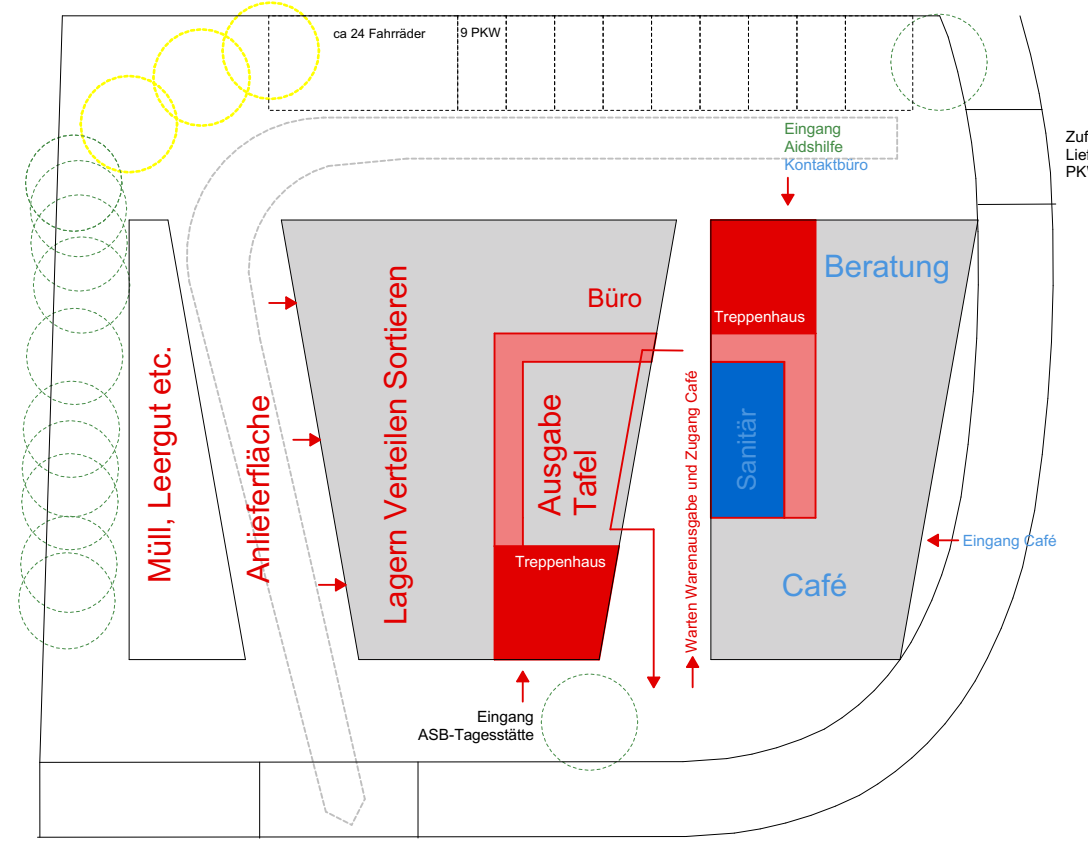 ca 24 Fahrräder
9 PKW
Eingang
Aidshilfe
Kontaktbüro
Zuf
Lief
PKW
Müll, Leergut etc.
Anlieferfläche
Lagern Verteilen Sortieren
Büro
Ausgabe
Tafel
Treppenhaus
Warten Warenausgabe und Zugang Café
Treppenhaus
Beratung
Sanitär
Café
Eingang Café
Eingang
ASB-Tagesstätte